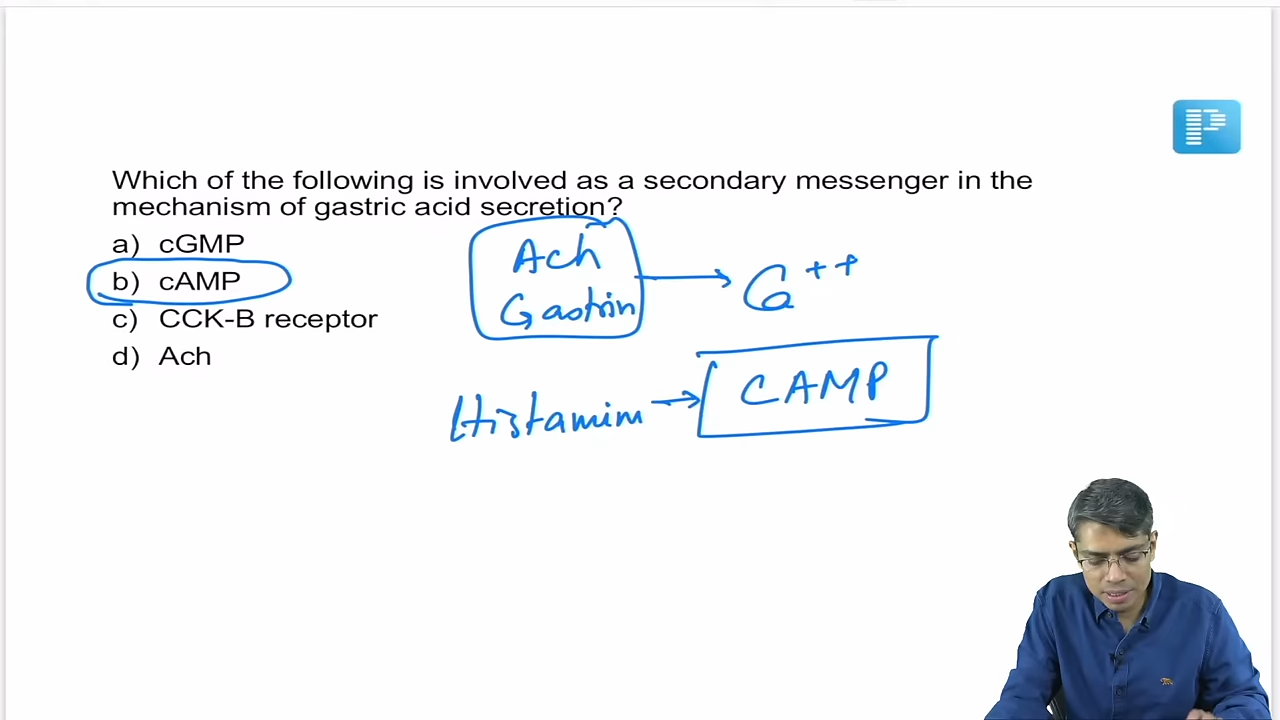 Which of the following is involved as a secondary messenger in the
mechanism of gastric acid secretion?
a) cGMP
b) cAMP
c) CCK-B receptor
d) Ach
Ach
Gastrin
Ca++
Histamim
CAMP
P